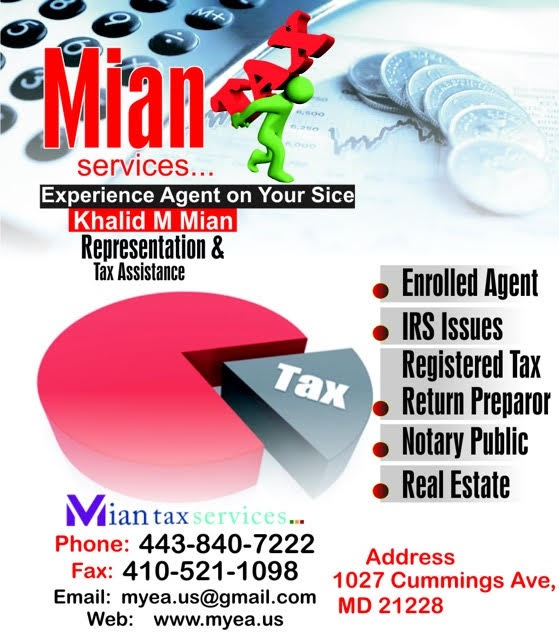 Mian
TAX
services...
Experience Agent on Your Sice
Khalid M Mian
Representation &
Tax Assistance
Tax
Enrolled Agent
IRS Issues
Registered Tax
Return Preparor
Notary Public
Real Estate
Mian tax services...
Phone: 443-840-7222
Fax: 410-521-1098
Email: myea.us@gmail.com
Web: www.myea.us
Address
1027 Cummings Ave,
MD 21228